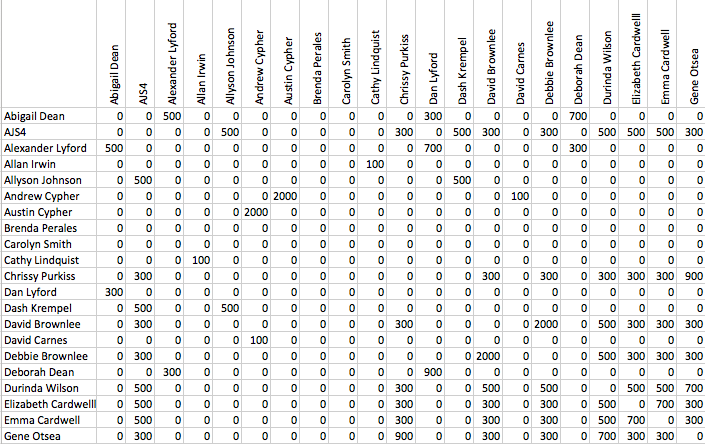 Abigail Dean AJS4 Alexander Lyford Allan Irwin Allyson Johnson Andrew Cypher Austin Cypher Brenda Perales Carolyn Smith Cathy Lindquist Chrissy Purkiss Dan Lyford Dash Krempel David Brownlee David Carnes Debbie Brownlee Deborah Dean Durinda Wilson Elizabeth Cardwelll Emma Cardwell Gene Otsea
Abigail Dean 0 0 500 0 0 0 0 0 0 0 0 300 0 0 0 0 700 0 0 0 0
AJS4 0 0 0 0 500 0 0 0 0 0 300 0 500 300 0 300 0 500 500 500 300
Alexander Lyford 500 0 0 0 0 0 0 0 0 0 0 700 0 0 0 0 300 0 0 0 0
Allan Irwin 0 0 0 0 0 0 0 0 0 100 0 0 0 0 0 0 0 0 0 0 0
Allyson Johnson 0 500 0 0 0 0 0 0 0 0 0 0 500 0 0 0 0 0 0 0 0
Andrew Cypher 0 0 0 0 0 0 2000 0 0 0 0 0 0 0 100 0 0 0 0 0 0
Austin Cypher 0 0 0 0 0 2000 0 0 0 0 0 0 0 0 0 0 0 0 0 0 0
Brenda Perales 0 0 0 0 0 0 0 0 0 0 0 0 0 0 0 0 0 0 0 0 0
Carolyn Smith 0 0 0 0 0 0 0 0 0 0 0 0 0 0 0 0 0 0 0 0 0
Cathy Lindquist 0 0 0 100 0 0 0 0 0 0 0 0 0 0 0 0 0 0 0 0 0
Chrissy Purkiss 0 300 0 0 0 0 0 0 0 0 0 0 0 300 0 300 0 300 300 300 900
Dan Lyford 300 0 0 0 0 0 0 0 0 0 0 0 0 0 0 0 0 0 0 0 0
Dash Krempel 0 500 0 0 500 0 0 0 0 0 0 0 0 0 0 0 0 0 0 0 0
David Brownlee 0 300 0 0 0 0 0 0 0 0 300 0 0 0 0 2000 0 500 300 300 300
David Carnes 0 0 0 0 0 100 0 0 0 0 0 0 0 0 0 0 0 0 0 0 0
Debbie Brownlee 0 300 0 0 0 0 0 0 0 0 0 0 0 2000 0 0 0 500 300 300 300
Deborah Dean 0 0 300 0 0 0 0 0 0 0 0 900 0 0 0 0 0 0 0 0 0
Durinda Wilson 0 500 0 0 0 0 0 0 0 0 300 0 0 500 0 500 0 0 500 500 700
Elizabeth Cardwelll 0 500 0 0 0 0 0 0 0 0 300 0 0 300 0 300 0 500 0 700 300
Emma Cardwell 0 500 0 0 0 0 0 0 0 0 300 0 0 300 0 300 0 500 700 0 300
Gene Otsea 0 300 0 0 0 0 0 0 0 0 900 0 0 300 0 300 0 700 300 300 0